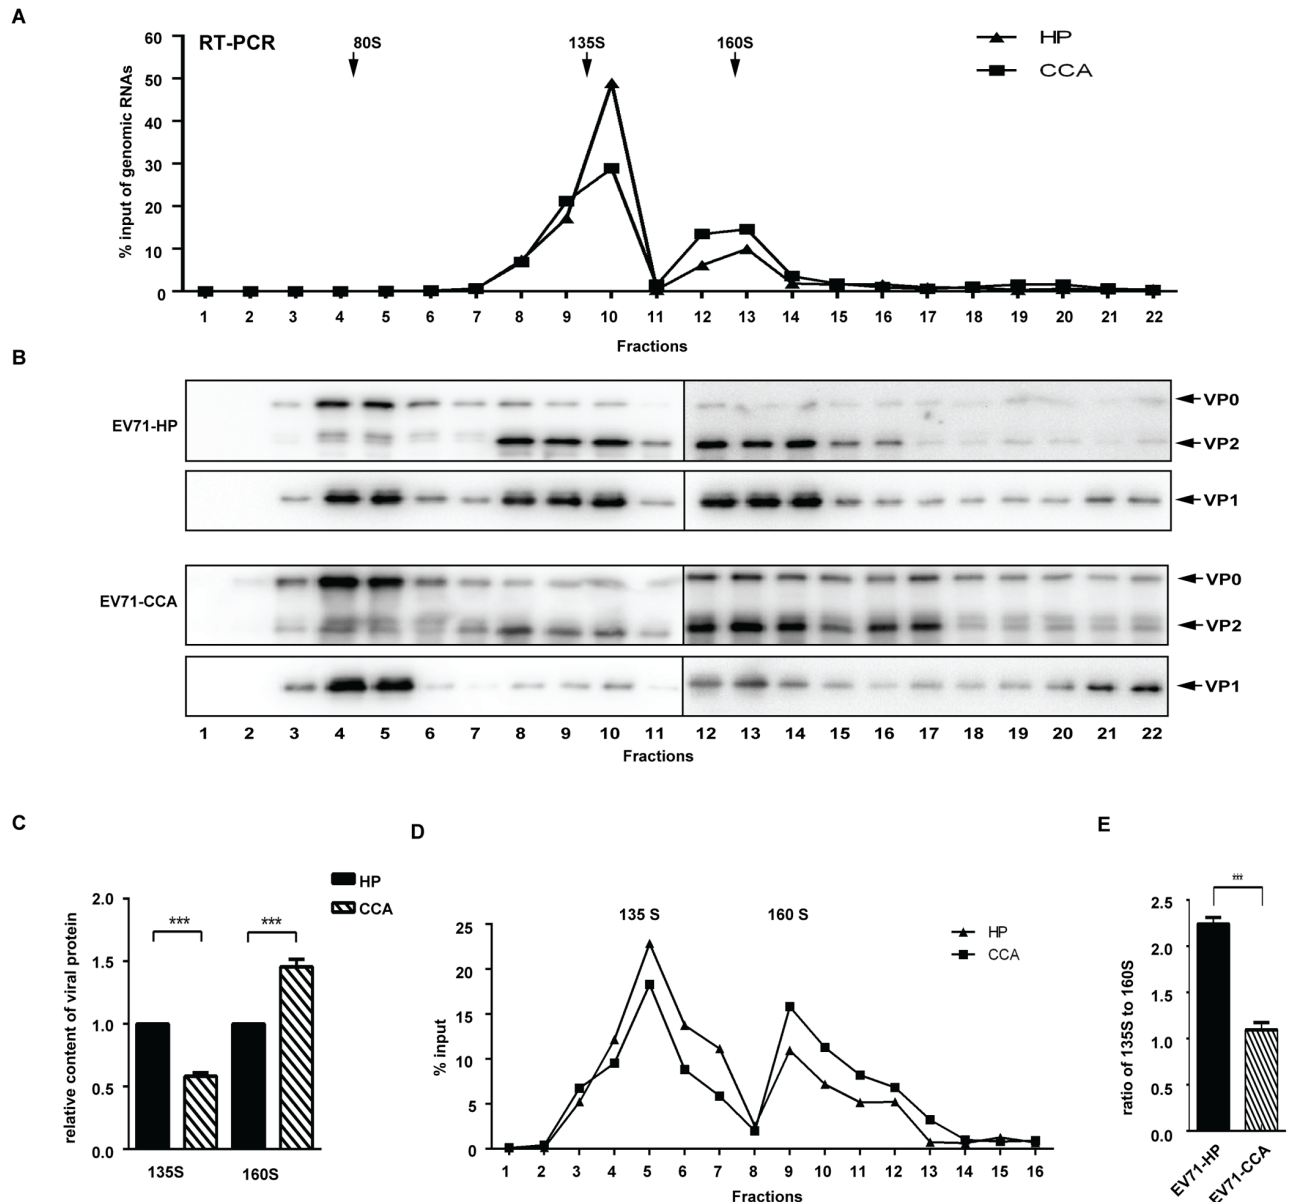 A
RT-PCR
80S
135S
160S
HP
CCA
% input of genomic RNAs
60
50
40
30
20
10
0
1 2 3 4 5 6 7 8 9 10 11 12 13 14 15 16 17 18 19 20 21 22
Fractions
B
EV71-HP
VP0
VP2
VP1
EV71-CCA
VP0
VP2
VP1
1 2 3 4 5 6 7 8 9 10 11 12 13 14 15 16 17 18 19 20 21 22
Fractions
C
HP
CCA
relative content of viral protein
2.0
1.5
1.0
0.5
0.0
***
***
135S
160S
D
135 S
160 S
HP
CCA
% input
25
20
15
10
5
0
1 2 3 4 5 6 7 8 9 10 11 12 13 14 15 16
Fractions
E
***
ratio of 135S to 160S
2.5
2.0
1.5
1.0
0.5
0.0
EV71-HP
EV71-CCA